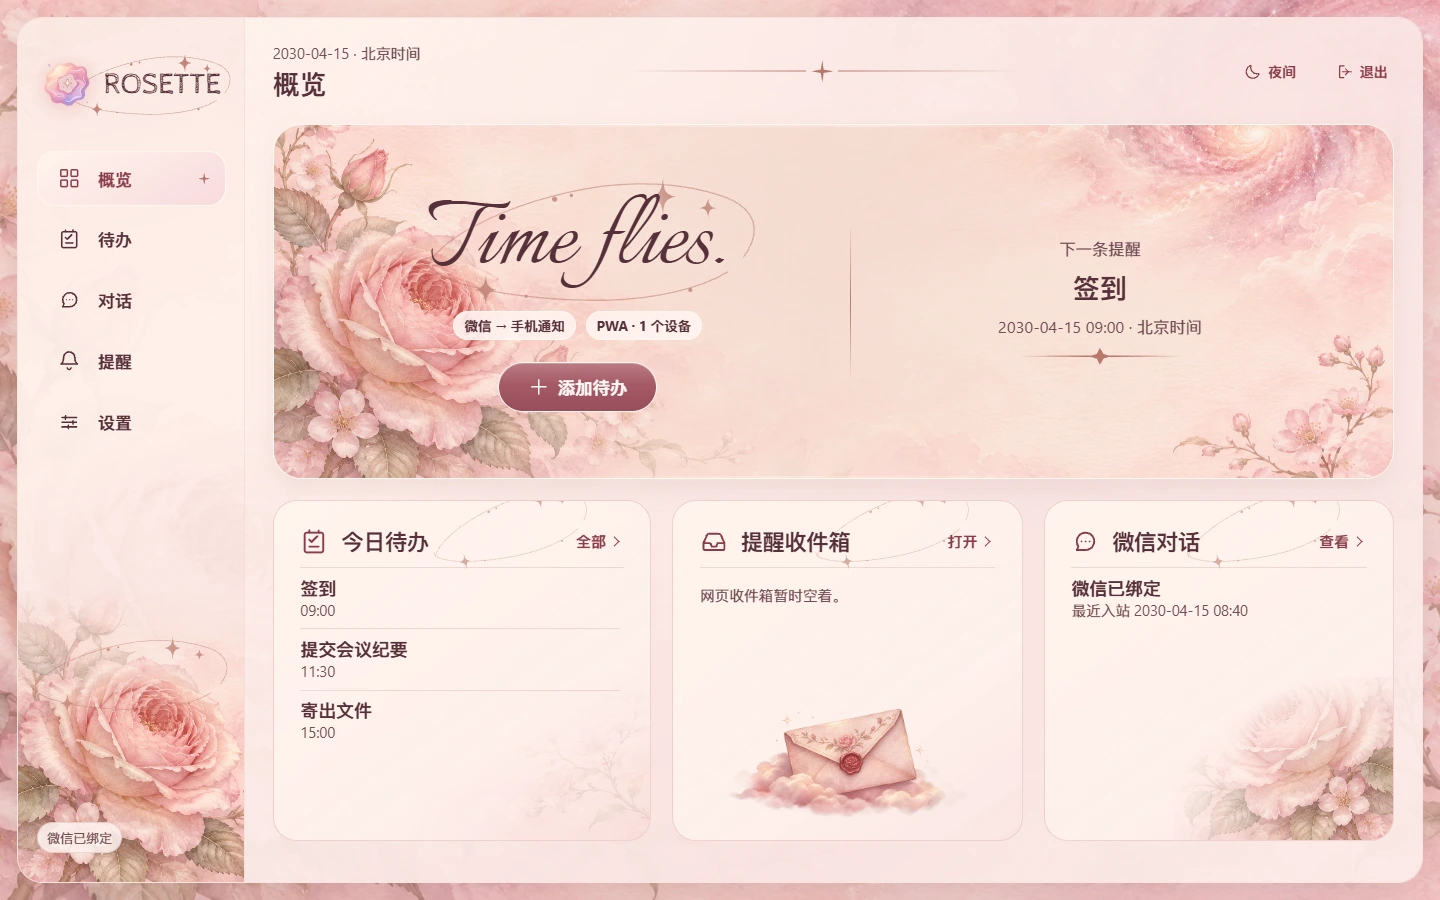 ROSETTE
概览
待办
对话
提醒
设置
微信已绑定
2030-04-15 · 北京时间
概览
夜间
退出
Time flies.
微信 → 手机通知
PWA · 1 个设备
添加待办
下一条提醒
签到
2030-04-15 09:00 · 北京时间
今日待办
全部
签到
09:00
提交会议纪要
11:30
寄出文件
15:00
提醒收件箱
打开
网页收件箱暂时空着。
微信对话
查看
微信已绑定
最近入站 2030-04-15 08:40